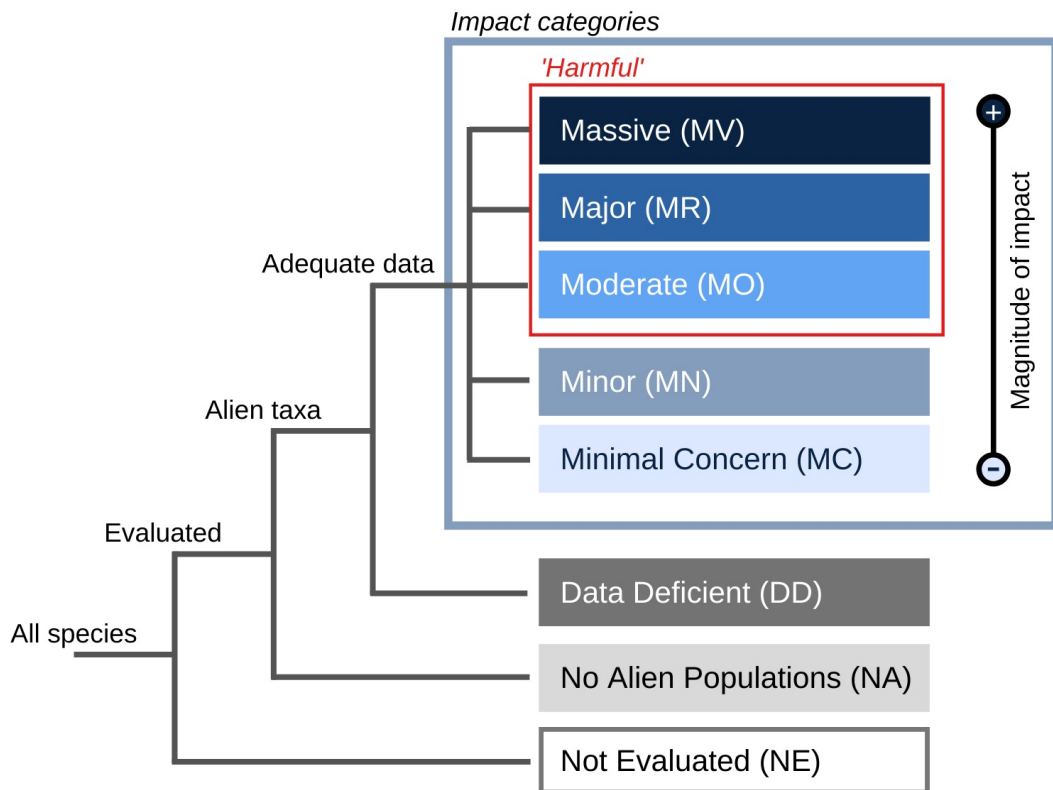 Impact categories
'Harmful'
Massive (MV)
+
Major (MR)
Adequate data
Moderate (MO)
Magnitude of impact
Minor (MN)
Alien taxa
Minimal Concern (MC)
-
Evaluated
Data Deficient (DD)
All species
No Alien Populations (NA)
Not Evaluated (NE)